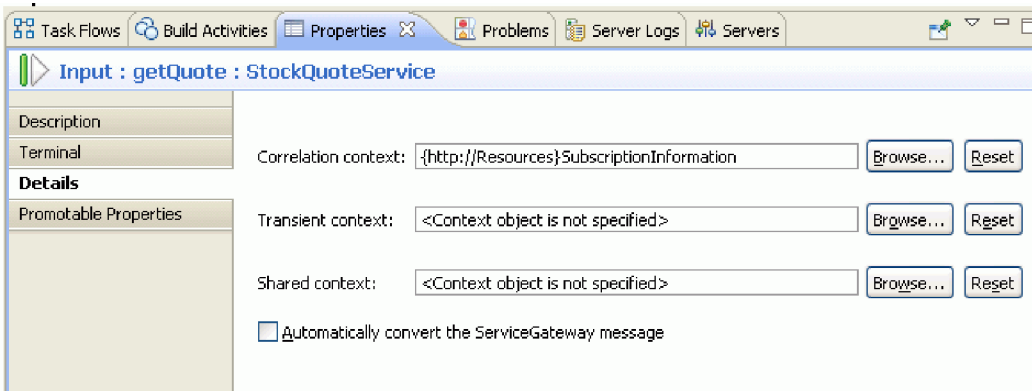 Task Flows Build Activities Properties Problems Server Logs Servers
Input : getQuote : StockQuoteService
Description
Terminal
Details
Promotable Properties
Correlation context: {http://Resources}SubscriptionInformation Browse... Reset
Transient context: <Context object is not specified> Browse... Reset
Shared context: <Context object is not specified> Browse... Reset
Automatically convert the ServiceGateway message